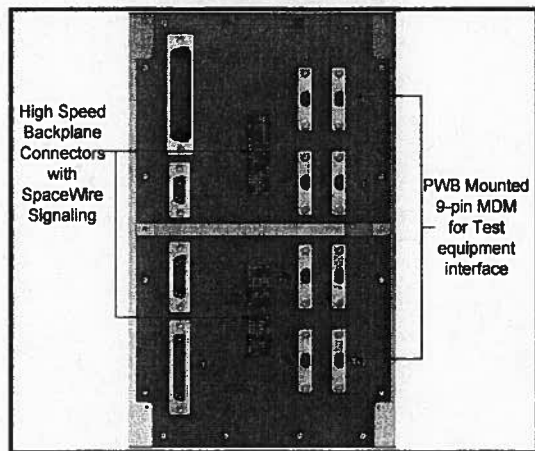 High Speed
Backplane
Connectors
with
SpaceWire
Signaling
PWB Mounted
9-pin MDM
for Test
equipment
interface